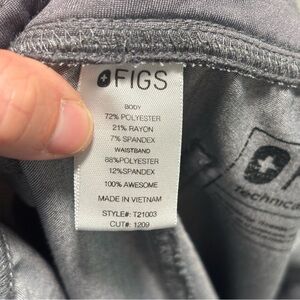 FIGS
BODY
72% POLYESTER
21% RAYON
7% SPANDEX
WAISTBAND
88%POLYESTER
12%SPANDEX
100% AWESOME
MADE IN VIETNAM
STYLE#: T21003
CUT#: 1209